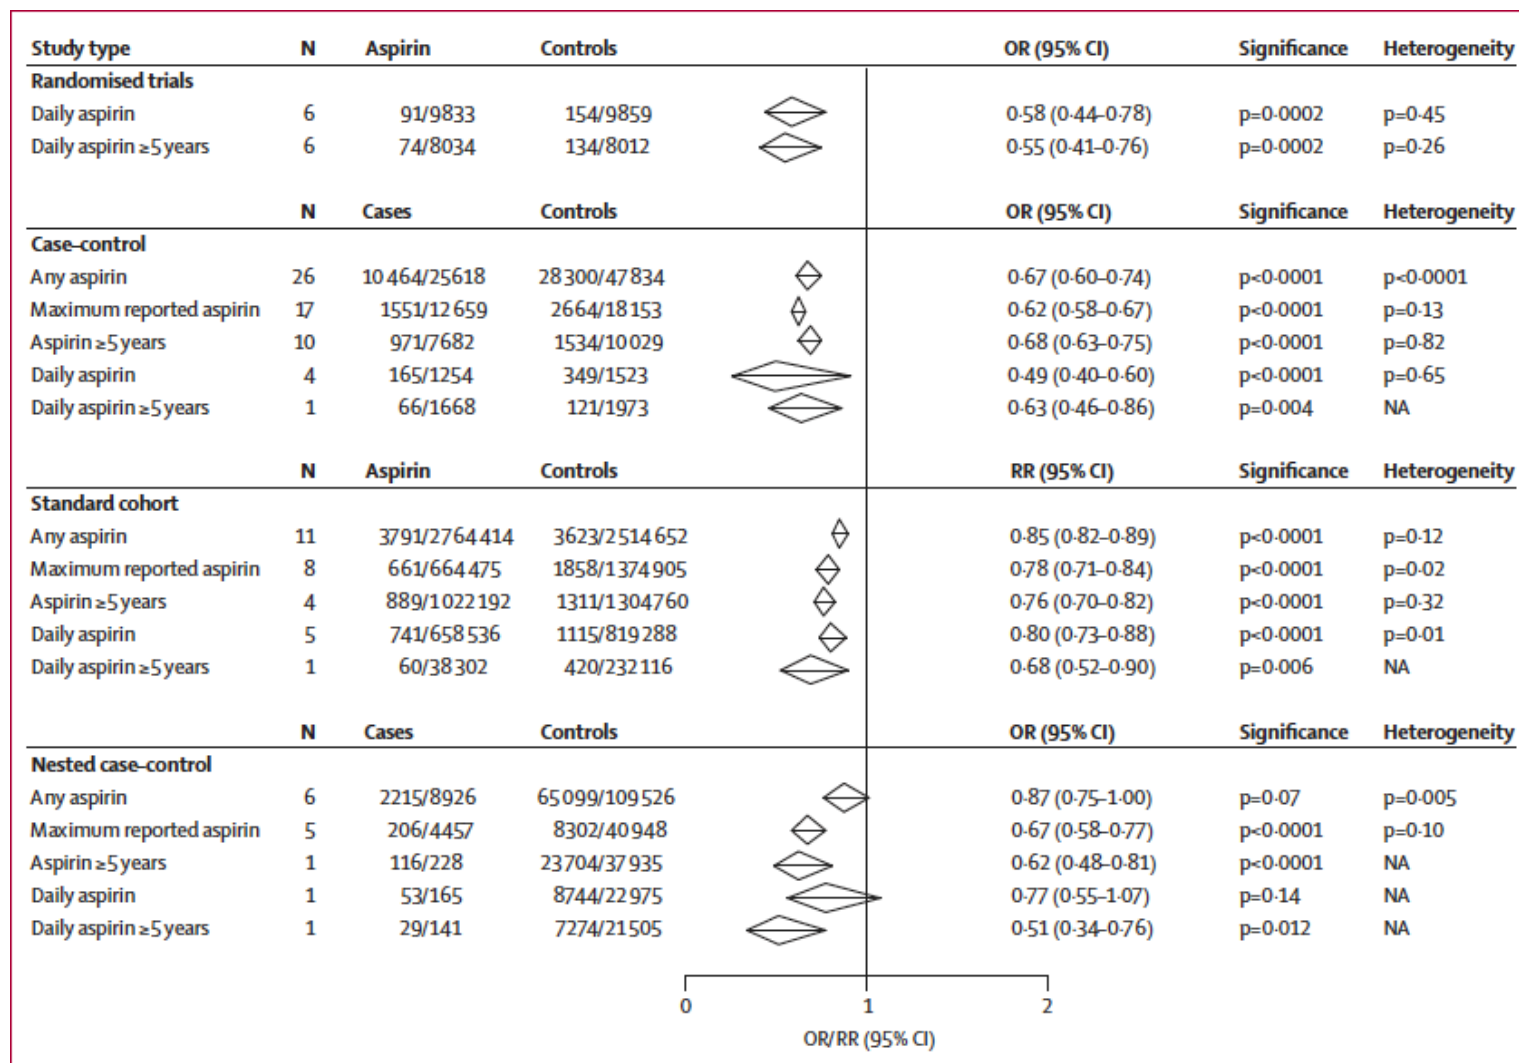 Study type N Aspirin Controls OR (95% CI) Significance Heterogeneity
Randomised trials
Daily aspirin 6 91/9833 154/9859 0·58 (0·44–0·78) p=0·0002 p=0·45
Daily aspirin ≥5 years 6 74/8034 134/8012 0·55 (0·41–0·76) p=0·0002 p=0·26
N Cases Controls OR (95% CI) Significance Heterogeneity
Case-control
Any aspirin 26 10 464/25 618 28 300/47 834 0·67 (0·60–0·74) p<0·0001 p<0·0001
Maximum reported aspirin 17 1551/12 659 2664/18 153 0·62 (0·58–0·67) p<0·0001 p=0·13
Aspirin ≥5 years 10 971/7682 1534/10 029 0·68 (0·63–0·75) p<0·0001 p=0·82
Daily aspirin 4 165/1254 349/1523 0·49 (0·40–0·60) p<0·0001 p=0·65
Daily aspirin ≥5 years 1 66/1668 121/1973 0·63 (0·46–0·86) p=0·004 NA
N Aspirin Controls RR (95% CI) Significance Heterogeneity
Standard cohort
Any aspirin 11 3791/2 764 414 3623/2 514 652 0·85 (0·82–0·89) p<0·0001 p=0·12
Maximum reported aspirin 8 661/664 475 1858/1 374 905 0·78 (0·71–0·84) p<0·0001 p=0·02
Aspirin ≥5 years 4 889/1 022 192 1311/1 304 760 0·76 (0·70–0·82) p<0·0001 p=0·32
Daily aspirin 5 741/658 536 1115/819 288 0·80 (0·73–0·88) p<0·0001 p=0·01
Daily aspirin ≥5 years 1 60/38 302 420/232 116 0·68 (0·52–0·90) p=0·006 NA
N Cases Controls OR (95% CI) Significance Heterogeneity
Nested case-control
Any aspirin 6 2215/8926 65 099/109 526 0·87 (0·75–1·00) p=0·07 p=0·005
Maximum reported aspirin 5 206/4457 8302/40 948 0·67 (0·58–0·77) p<0·0001 p=0·10
Aspirin ≥5 years 1 116/228 23 704/37 935 0·62 (0·48–0·81) p<0·0001 NA
Daily aspirin 1 53/165 8744/22 975 0·77 (0·55–1·07) p=0·14 NA
Daily aspirin ≥5 years 1 29/141 7274/21 505 0·51 (0·34–0·76) p=0·012 NA
0 1 2
OR/RR (95% CI)